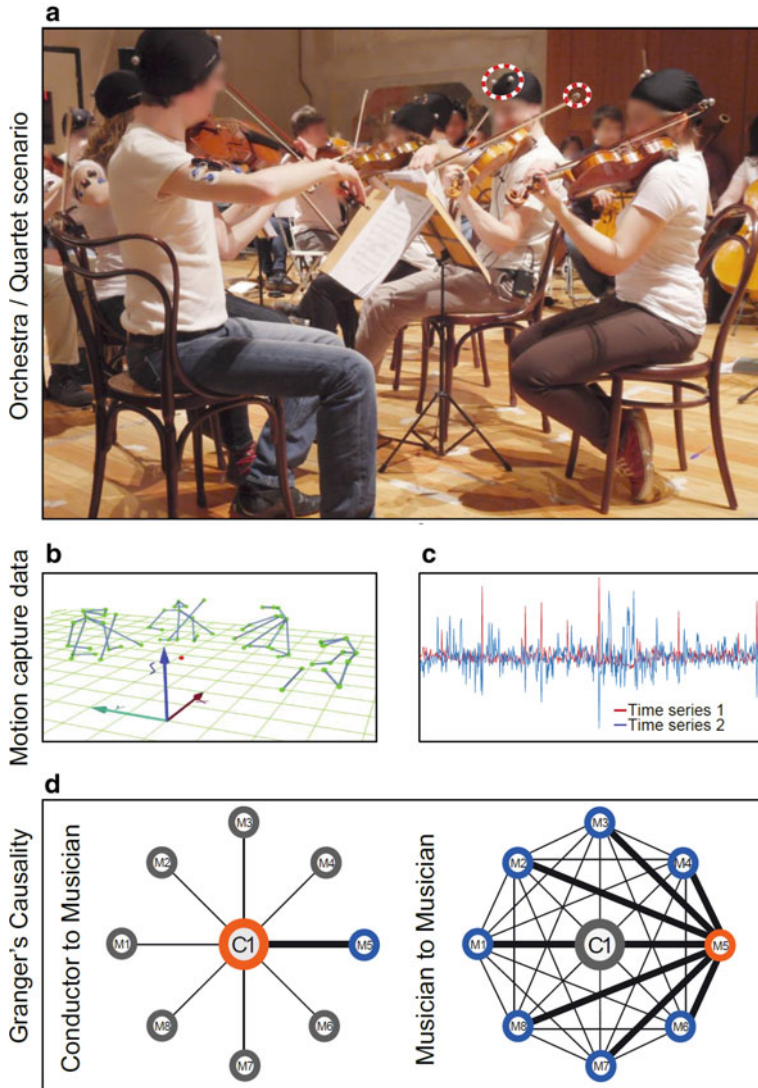 a
Orchestra / Quartet scenario
b
c
Motion capture data
Time series 1
Time series 2
d
Granger's Causality
Conductor to Musician
M3
M2
M4
M1
C1
M5
M8
M6
M7
Musician to Musician
M3
M2
M4
M1
C1
M5
M8
M6
M7